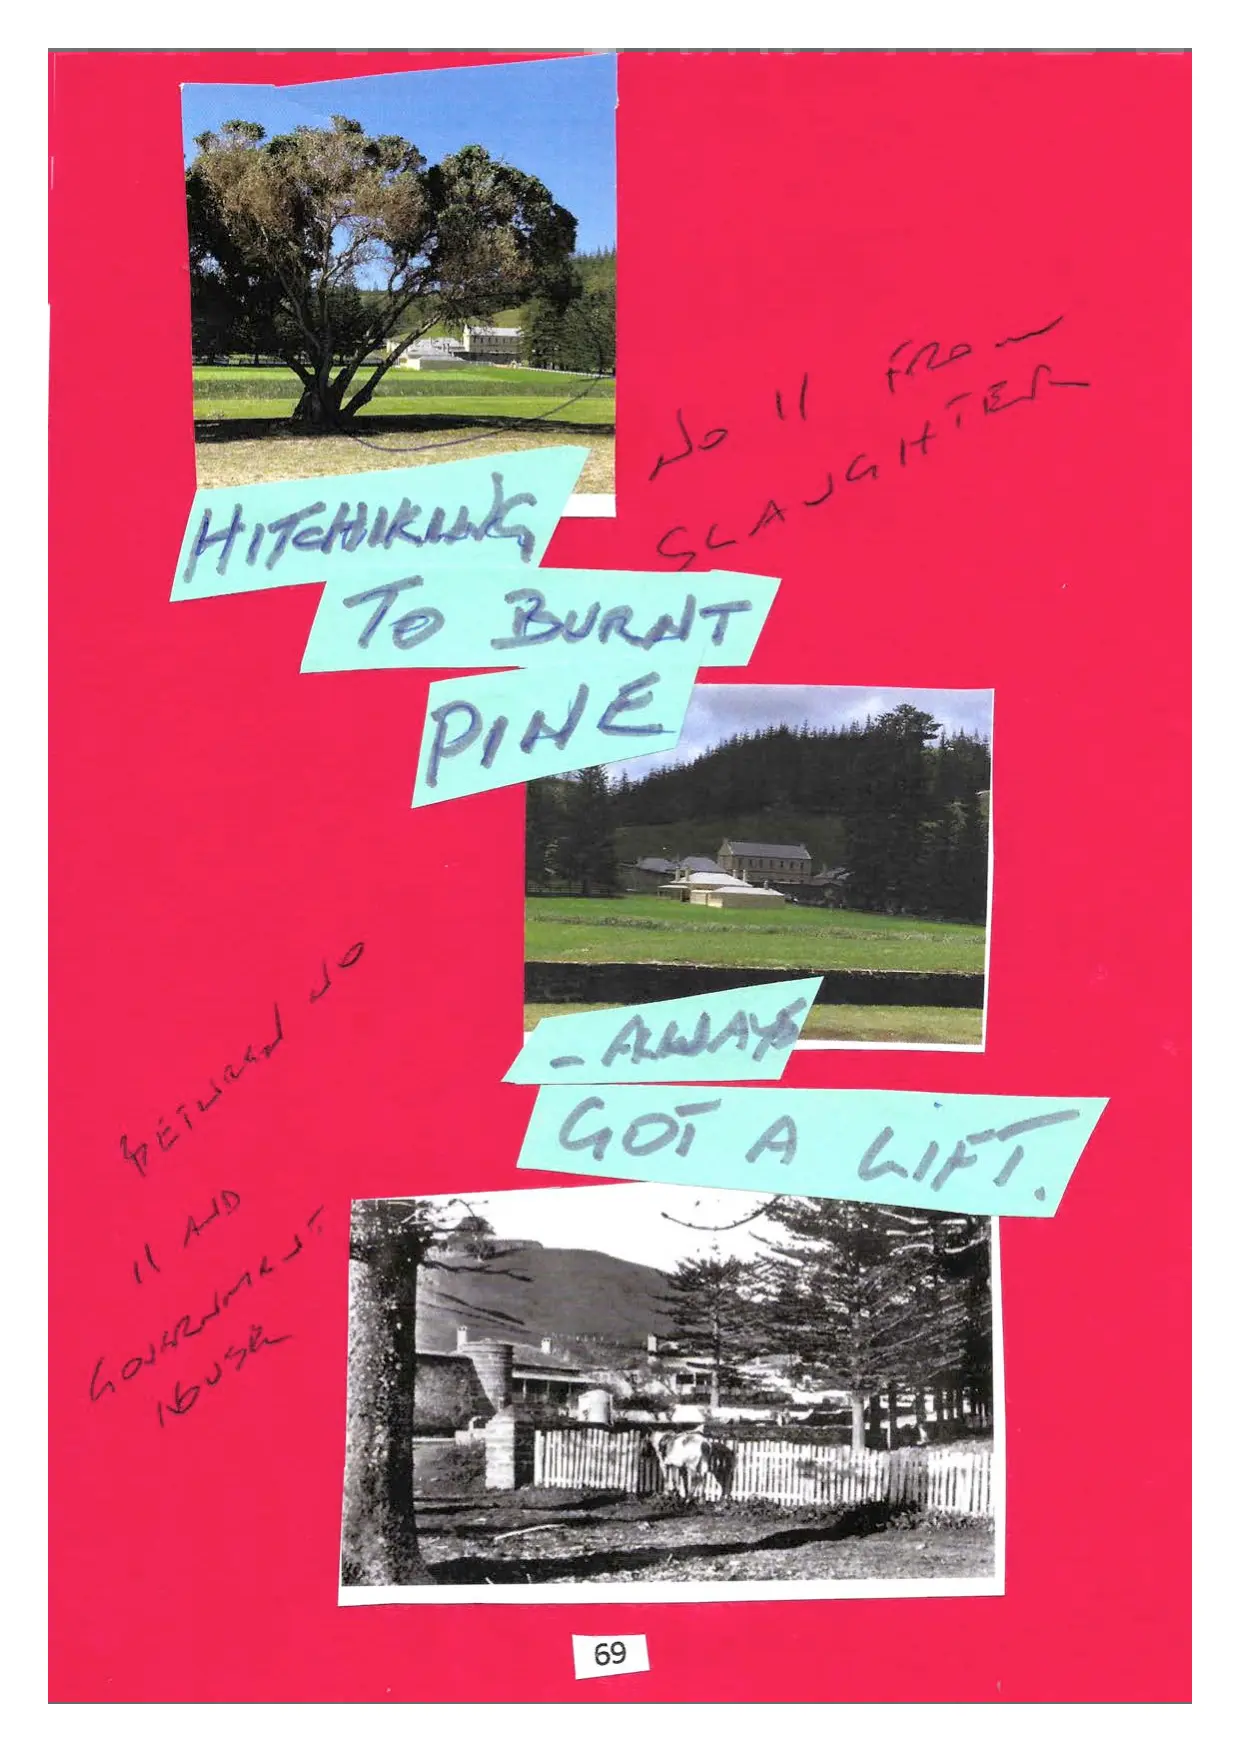 NO 11 FROM
SLAUGHTER
HITCHIKING
TO BURNT
PINE
- ALWAYS
GOT A LIFT.
BETWEEN NO
11 AND
GOVERNMENT
HOUSE
69